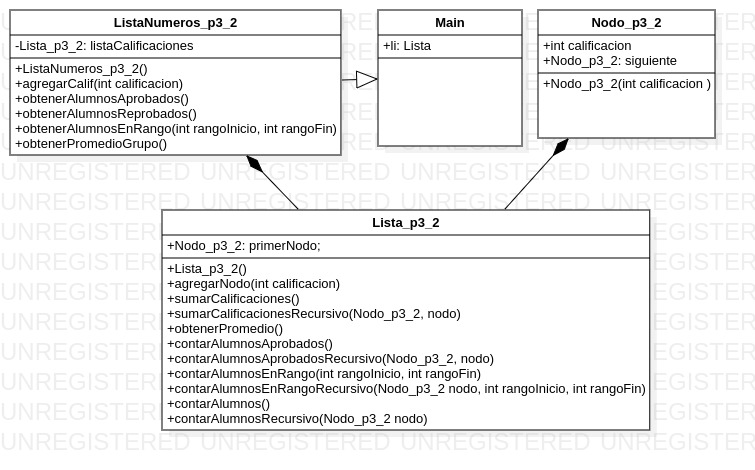 ListaNumeros_p3_2
-Lista_p3_2: listaCalificaciones
+ListaNumeros_p3_2()
+agregarCalif(int calificacion)
+obtenerAlumnosAprobados()
+obtenerAlumnosReprobados()
+obtenerAlumnosEnRango(int rangoInicio, int rangoFin)
+obtenerPromedioGrupo()
Main
+li: Lista
Nodo_p3_2
+int calificacion
+Nodo_p3_2: siguiente
+Nodo_p3_2(int calificacion )
Lista_p3_2
+Nodo_p3_2: primerNodo;
+Lista_p3_2()
+agregarNodo(int calificacion)
+sumarCalificaciones()
+sumarCalificacionesRecursivo(Nodo_p3_2, nodo)
+obtenerPromedio()
+contarAlumnosAprobados()
+contarAlumnosAprobadosRecursivo(Nodo_p3_2, nodo)
+contarAlumnosEnRango(int rangoInicio, int rangoFin)
+contarAlumnosEnRangoRecursivo(Nodo_p3_2 nodo, int rangoInicio, int rangoFin)
+contarAlumnos()
+contarAlumnosRecursivo(Nodo_p3_2 nodo)
UNREGISTERED UNREGISTERED UNREGISTERED UNREGISTERED